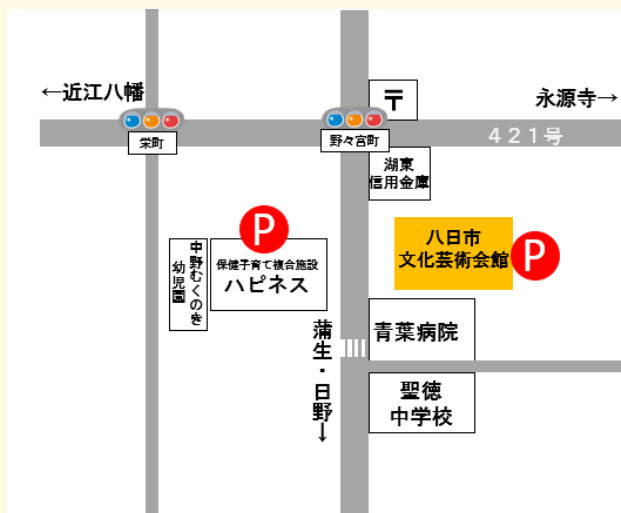 ←近江八幡
〒
永源寺→
栄町
野々宮町
421号
湖東
信用金庫
P
八日市
文化芸術会館
P
中野むくのき
幼児園
保健子育て複合施設
ハピネス
蒲生・日野↓
青葉病院
聖徳
中学校